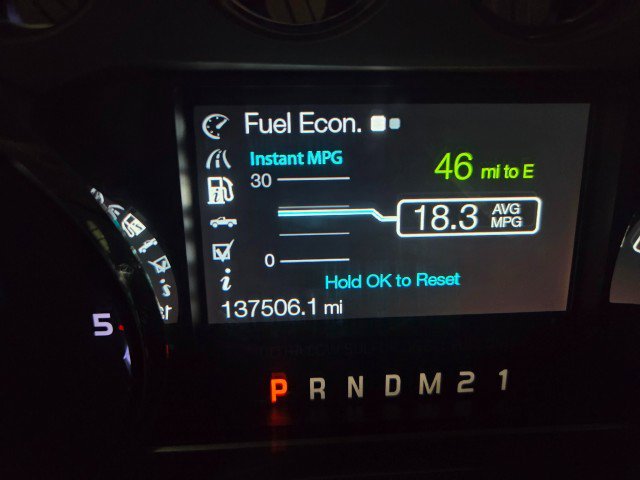 Fuel Econ.
Instant MPG
30
46 mi to E
18.3 AVG MPG
0
Hold OK to Reset
137506.1 mi
5
P R N D M 2 1